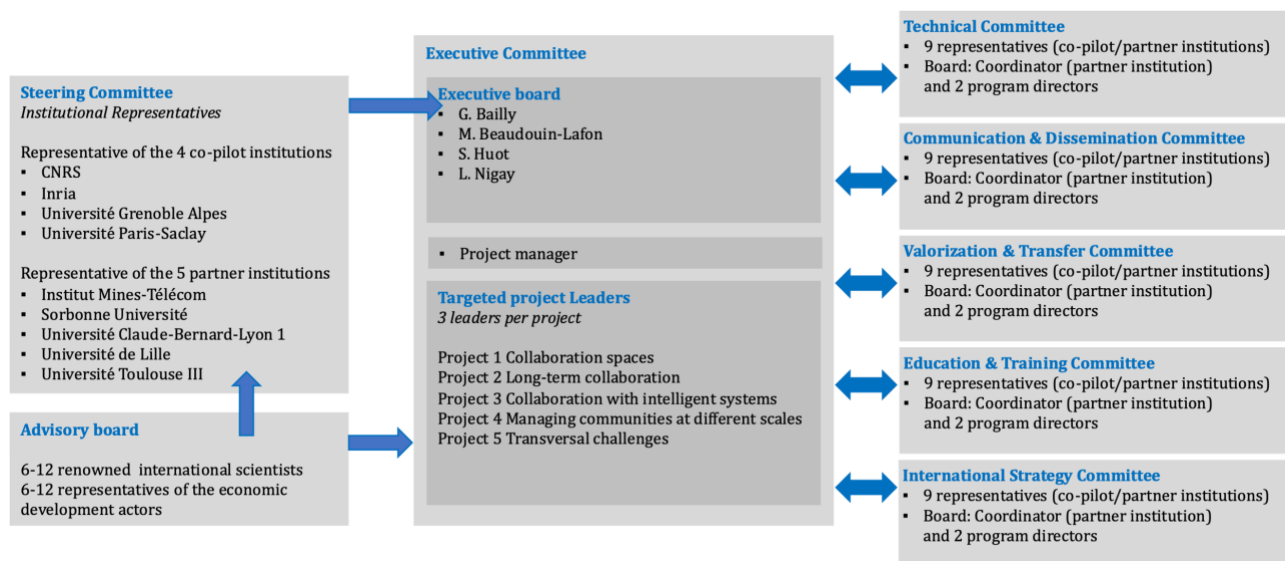 Steering Committee
Institutional Representatives
Representative of the 4 co-pilot institutions
▪ CNRS
▪ Inria
▪ Université Grenoble Alpes
▪ Université Paris-Saclay
Representative of the 5 partner institutions
▪ Institut Mines-Télécom
▪ Sorbonne Université
▪ Université Claude-Bernard-Lyon 1
▪ Université de Lille
▪ Université Toulouse III
Advisory board
6-12 renowned international scientists
6-12 representatives of the economic
development actors
Executive Committee
Executive board
▪ G. Bailly
▪ M. Beaudouin-Lafon
▪ S. Huot
▪ L. Nigay
▪ Project manager
Targeted project Leaders
3 leaders per project
Project 1 Collaboration spaces
Project 2 Long-term collaboration
Project 3 Collaboration with intelligent systems
Project 4 Managing communities at different scales
Project 5 Transversal challenges
Technical Committee
▪ 9 representatives (co-pilot/partner institutions)
▪ Board: Coordinator (partner institution)
and 2 program directors
Communication & Dissemination Committee
▪ 9 representatives (co-pilot/partner institutions)
▪ Board: Coordinator (partner institution)
and 2 program directors
Valorization & Transfer Committee
▪ 9 representatives (co-pilot/partner institutions)
▪ Board: Coordinator (partner institution)
and 2 program directors
Education & Training Committee
▪ 9 representatives (co-pilot/partner institutions)
▪ Board: Coordinator (partner institution)
and 2 program directors
International Strategy Committee
▪ 9 representatives (co-pilot/partner institutions)
▪ Board: Coordinator (partner institution)
and 2 program directors